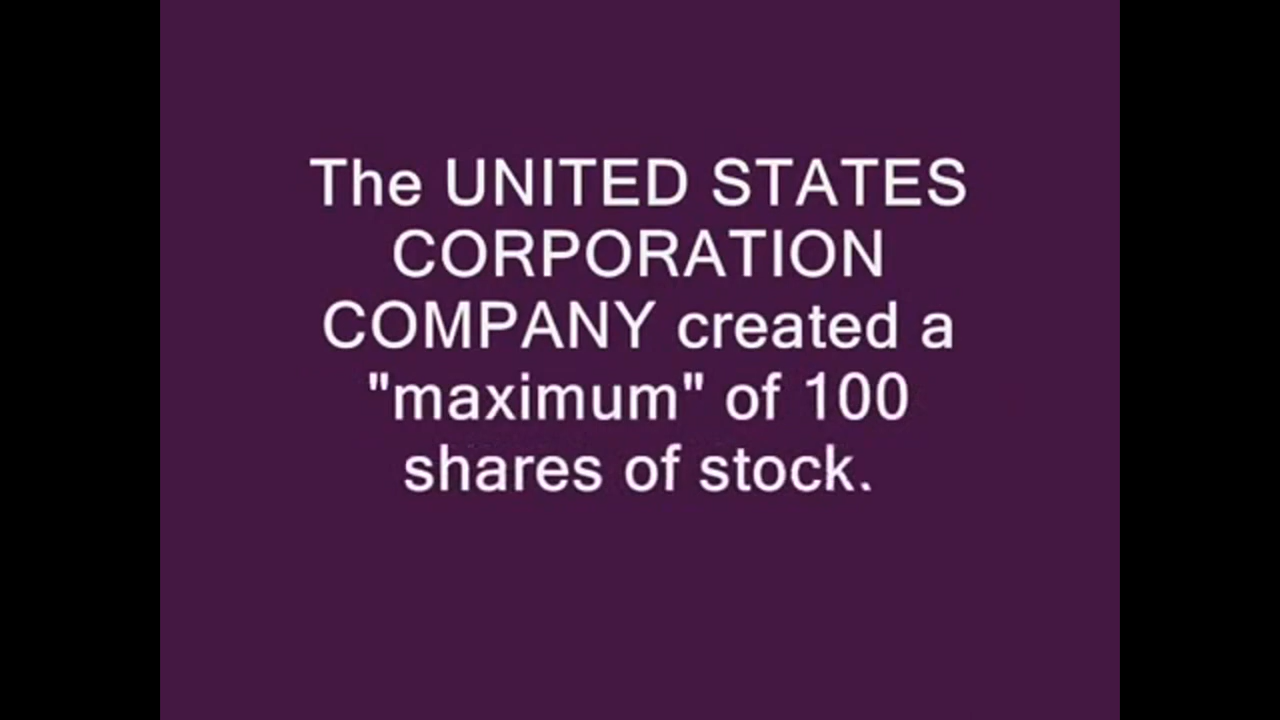 The UNITED STATES
CORPORATION
COMPANY created a
"maximum" of 100
shares of stock.